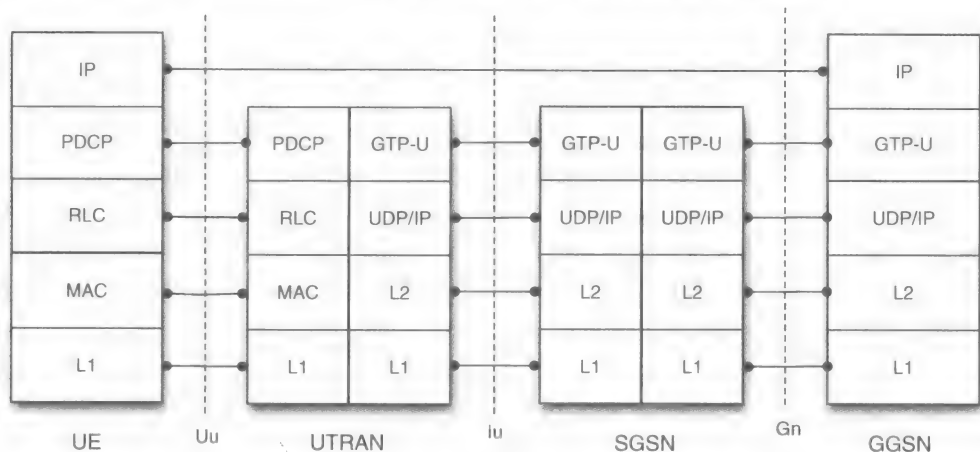 IP IP
PDCP PDCP GTP-U GTP-U GTP-U GTP-U
RLC RLC UDP/IP UDP/IP UDP/IP UDP/IP
MAC MAC L2 L2 L2 L2
L1 L1 L1 L1 L1 L1
UE Uu UTRAN iu SGSN Gn GGSN